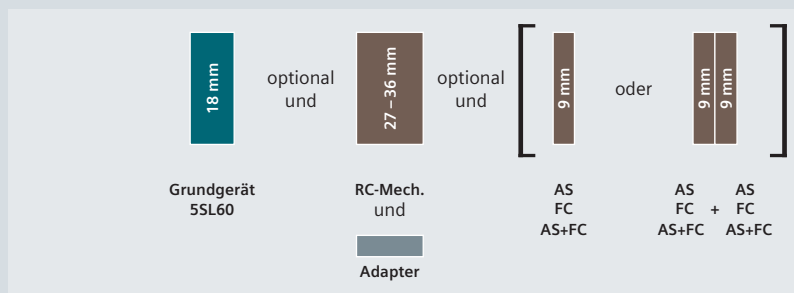 18 mm
optional
und
27 – 36 mm
optional
und
9 mm
oder
9 mm
9 mm
Grundgerät
5SL60
RC-Mech.
und
Adapter
AS
FC
AS+FC
AS AS
FC + FC
AS+FC AS+FC